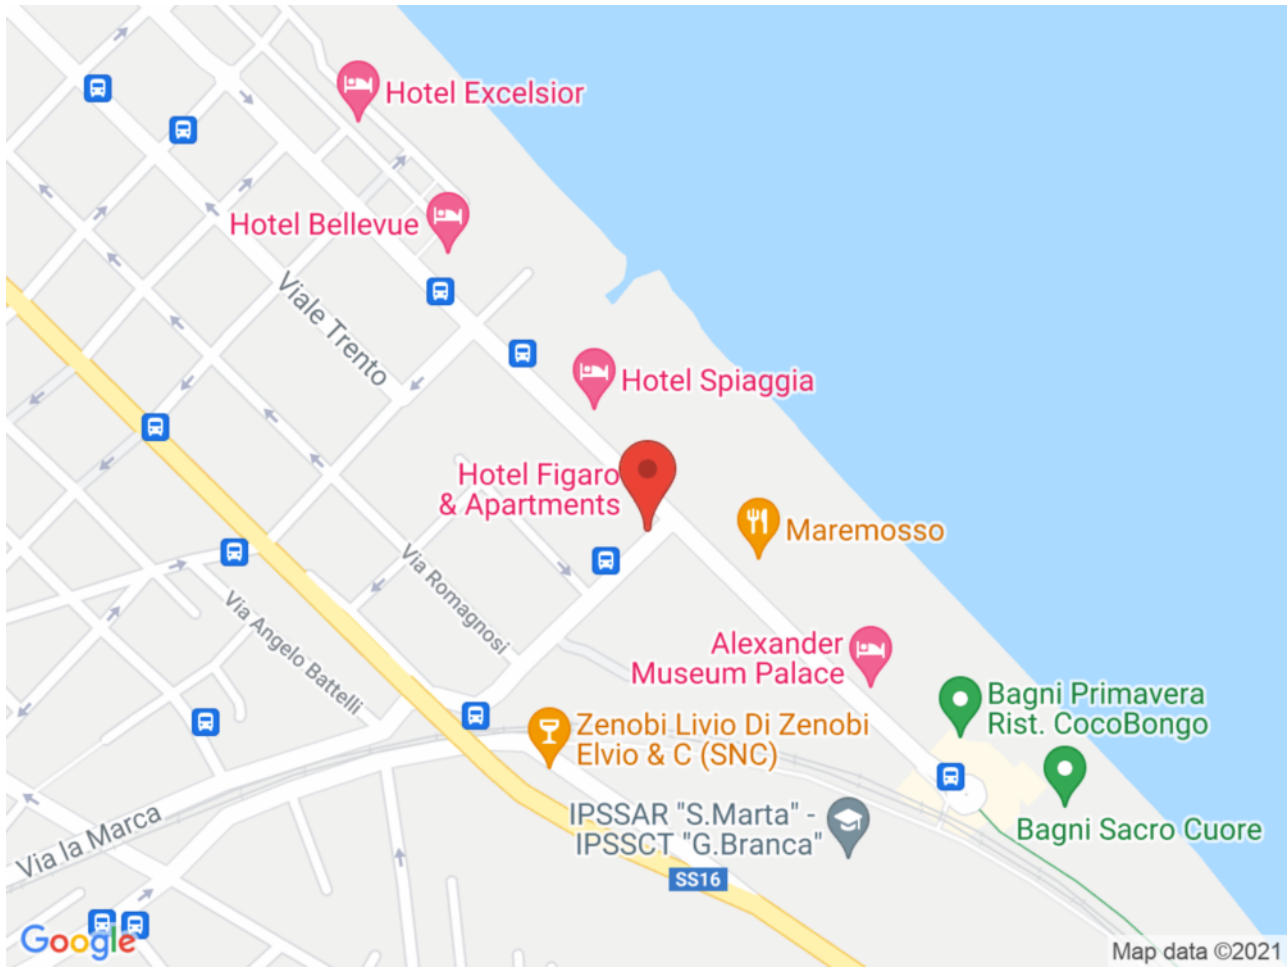 Hotel Excelsior
Hotel Bellevue
Viale Trento
Hotel Spiaggia
Hotel Figaro
& Apartments
Maremosso
Via Romagnosi
Via Angelo Battelli
Alexander
Museum Palace
Bagni Primavera
Rist. CocoBongo
Zenobi Livio Di Zenobi
Elvio & C (SNC)
IPSSAR "S.Marta" -
IPSSCT "G.Branca"
Bagni Sacro Cuore
Via la Marca
SS16
Google
Map data ©2021